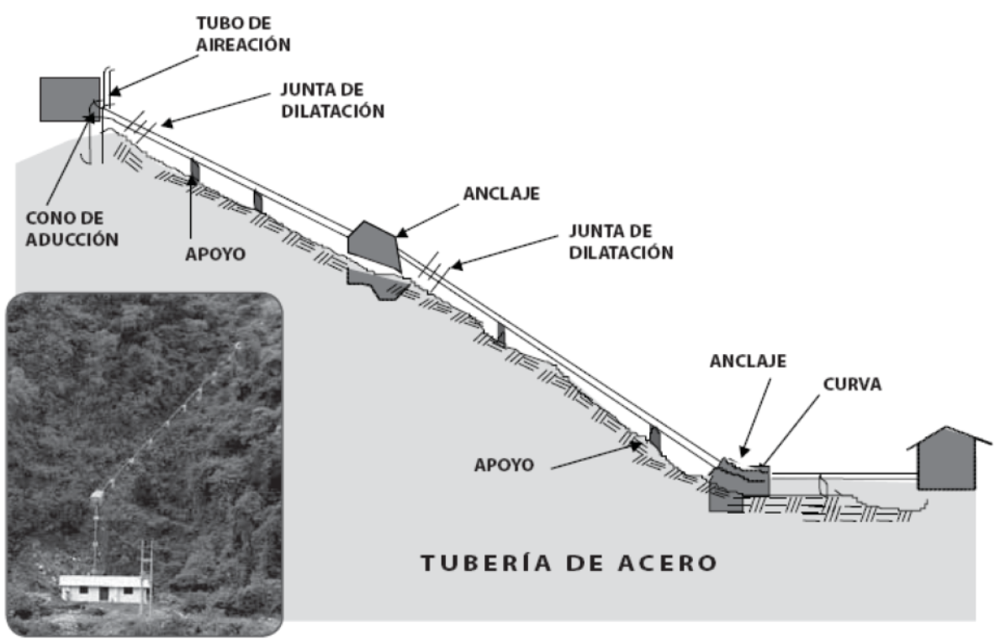 TUBO DE
AIREACIÓN
JUNTA DE
DILATACIÓN
ANCLAJE
CONO DE
ADUCCIÓN
JUNTA DE
DILATACIÓN
APOYO
ANCLAJE
CURVA
APOYO
TUBERÍA DE ACERO